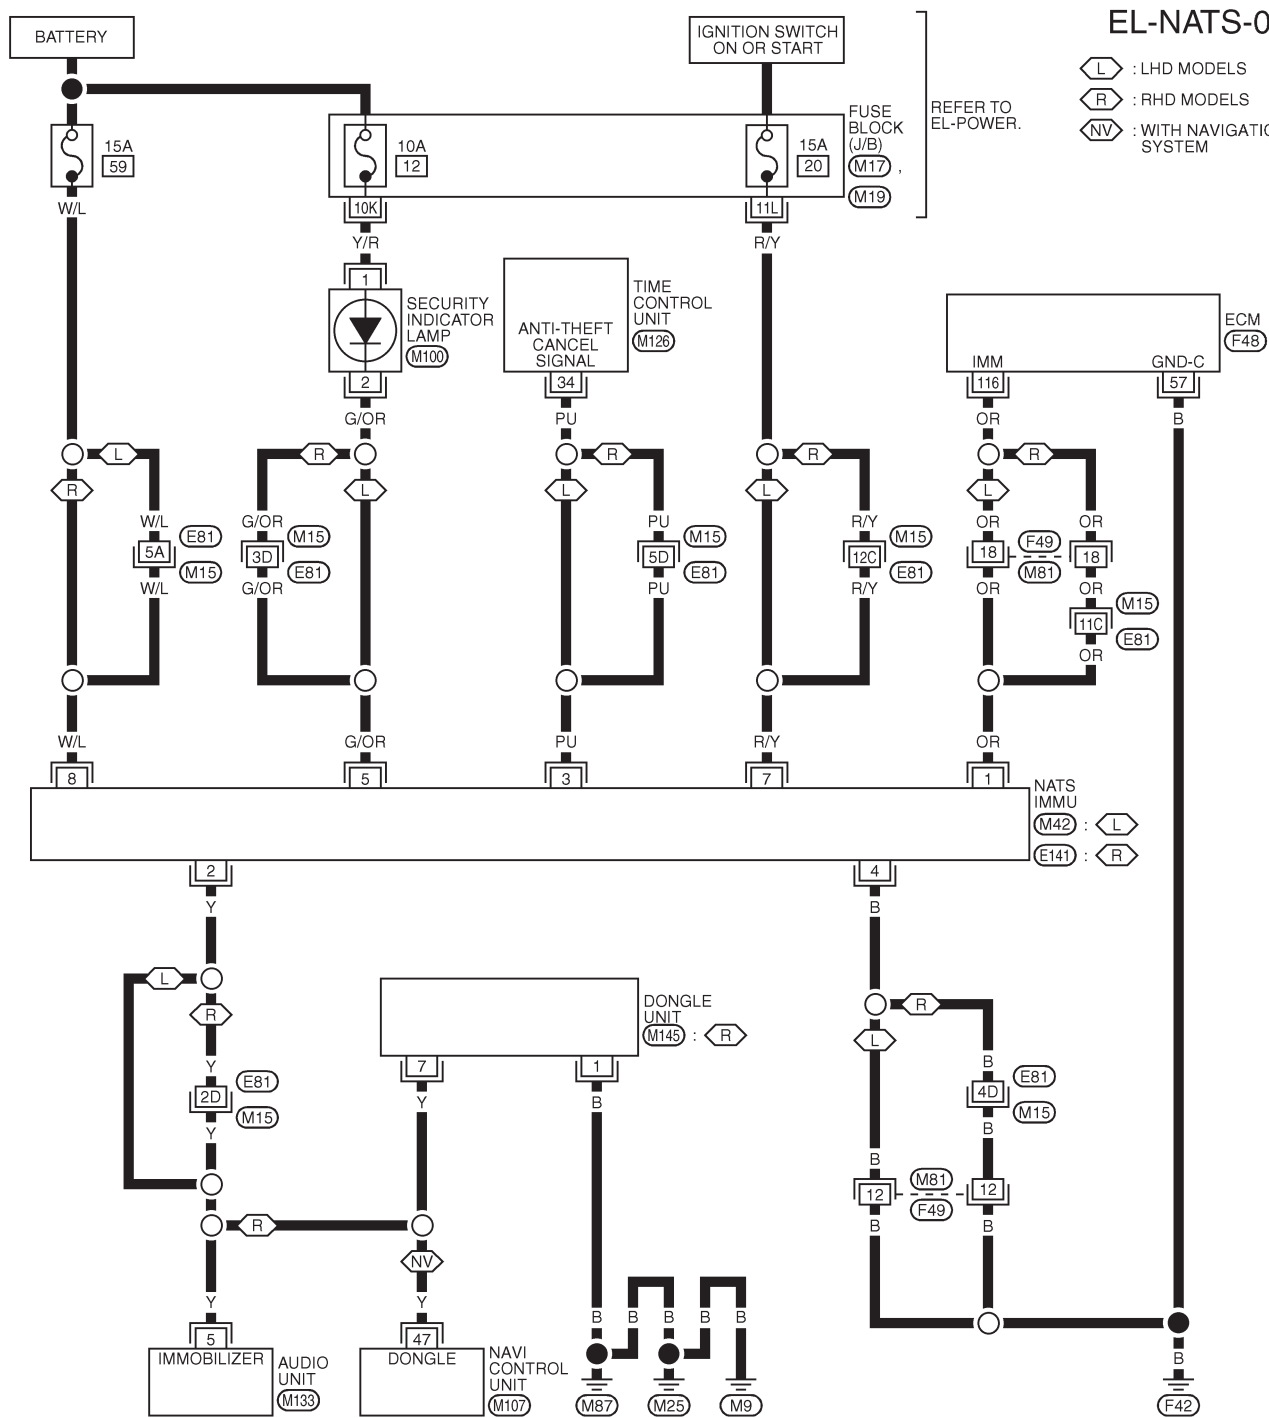 EL-NATS-0
BATTERY
IGNITION SWITCH
ON OR START
L : LHD MODELS
R : RHD MODELS
NV : WITH NAVIGATIO
SYSTEM
REFER TO
EL-POWER.
FUSE
BLOCK
(J/B)
M17 ,
M19
15A
59
10A
12
15A
20
W/L
10K
11L
Y/R
R/Y
1
SECURITY
INDICATOR
LAMP
M100
2
G/OR
ANTI-THEFT
CANCEL
SIGNAL
TIME
CONTROL
UNIT
M126
34
PU
ECM
F48
IMM
GND-C
116
57
OR
B
L
R
R
R
R
R
L
L
L
L
W/L
E81
5A
M15
W/L
G/OR
M15
3D
E81
G/OR
PU
M15
5D
E81
PU
R/Y
M15
12C
E81
R/Y
OR
OR
18
F49
M81
18
OR
OR
M15
11C
E81
OR
W/L
G/OR
PU
R/Y
OR
8
5
3
7
1
NATS
IMMU
M42 : L
E141 : R
2
4
Y
B
L
R
Y
E81
2D
M15
Y
R
DONGLE
UNIT
M145 : R
7
1
Y
B
NV
Y
Y
5
47
IMMOBILIZER
AUDIO
UNIT
M133
DONGLE
NAVI
CONTROL
UNIT
M107
B
B
B
B
B
M87
M25
M9
R
L
B
E81
4D
M15
B
B
12
M81
F49
12
B
B
B
F42